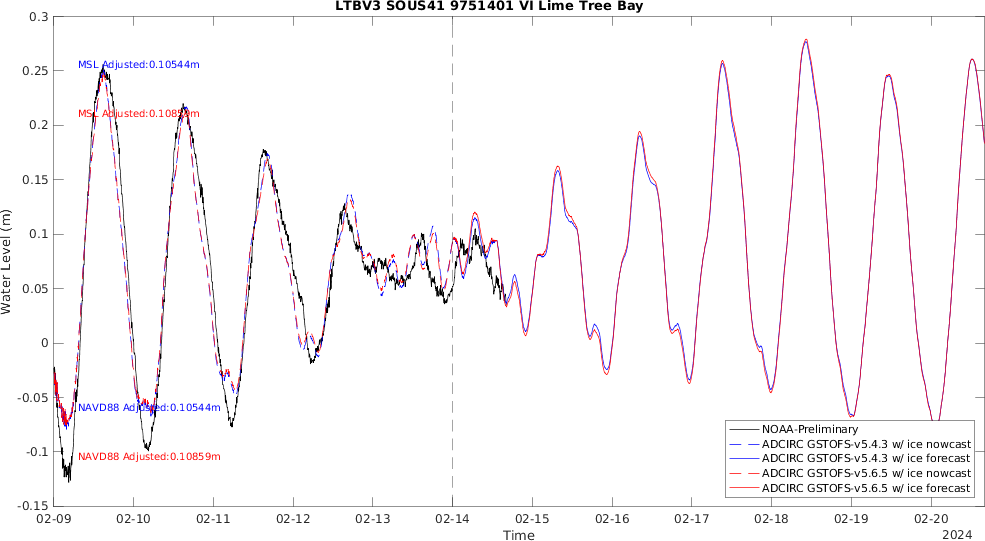 LTBV3 SOUS41 9751401 VI Lime Tree Bay
Water Level (m)
0.3
0.25
0.2
0.15
0.1
0.05
0
-0.05
-0.1
-0.15
MSL Adjusted:0.10544m
MSL Adjusted:0.10859m
NAVD88 Adjusted:0.10544m
NAVD88 Adjusted:0.10859m
NOAA-Preliminary
ADCIRC GSTOFS-v5.4.3 w/ ice nowcast
ADCIRC GSTOFS-v5.4.3 w/ ice forecast
ADCIRC GSTOFS-v5.6.5 w/ ice nowcast
ADCIRC GSTOFS-v5.6.5 w/ ice forecast
02-09 02-10 02-11 02-12 02-13 02-14 02-15 02-16 02-17 02-18 02-19 02-20
Time
2024